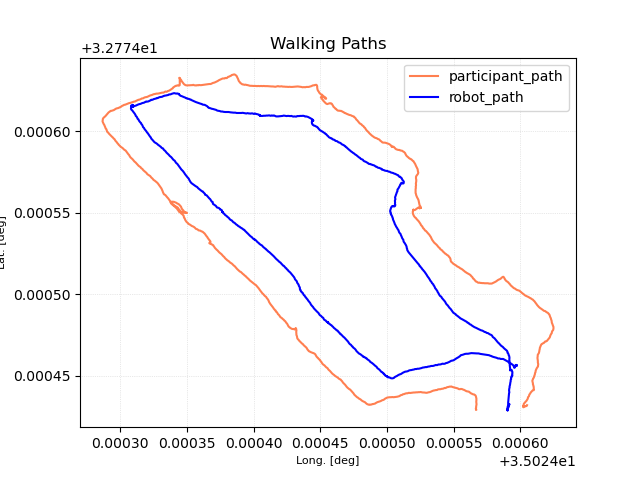 Walking Paths
+3.2774e1
participant_path
robot_path
0.00060
0.00055
0.00050
0.00045
Lat. [deg]
0.00030 0.00035 0.00040 0.00045 0.00050 0.00055 0.00060
Long. [deg]
+3.5024e1